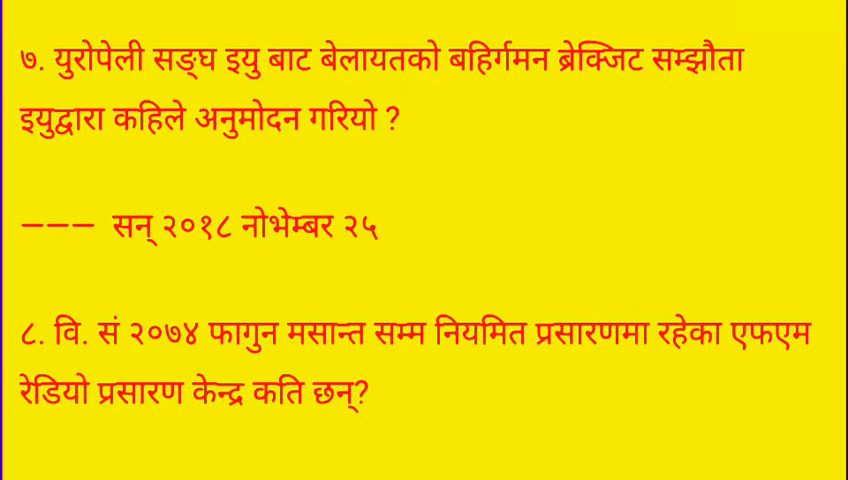 ७. युरोपेली सङ्घ इयु बाट बेलायतको बहिर्गमन ब्रेक्जिट सम्झौता
इयुद्वारा कहिले अनुमोदन गरियो ?
——— सन् २०१८ नोभेम्बर २५
८. वि. सं २०७४ फागुन मसान्त सम्म नियमित प्रसारणमा रहेका एफएम
रेडियो प्रसारण केन्द्र कति छन्?